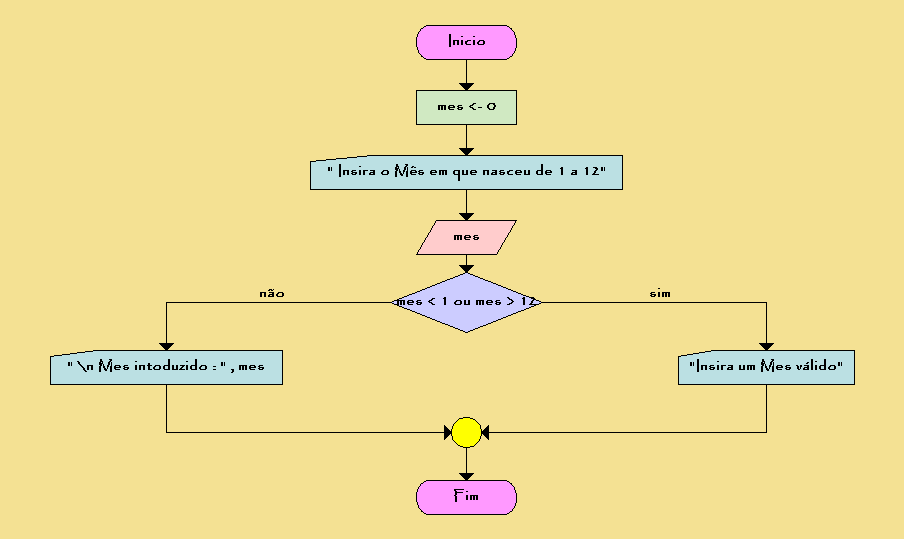 Inicio
mes <- 0
" Insira o Mês em que nasceu de 1 a 12"
mes
não
mes < 1 ou mes > 12
sim
" \n Mes intoduzido : " , mes
"Insira um Mes válido"
Fim